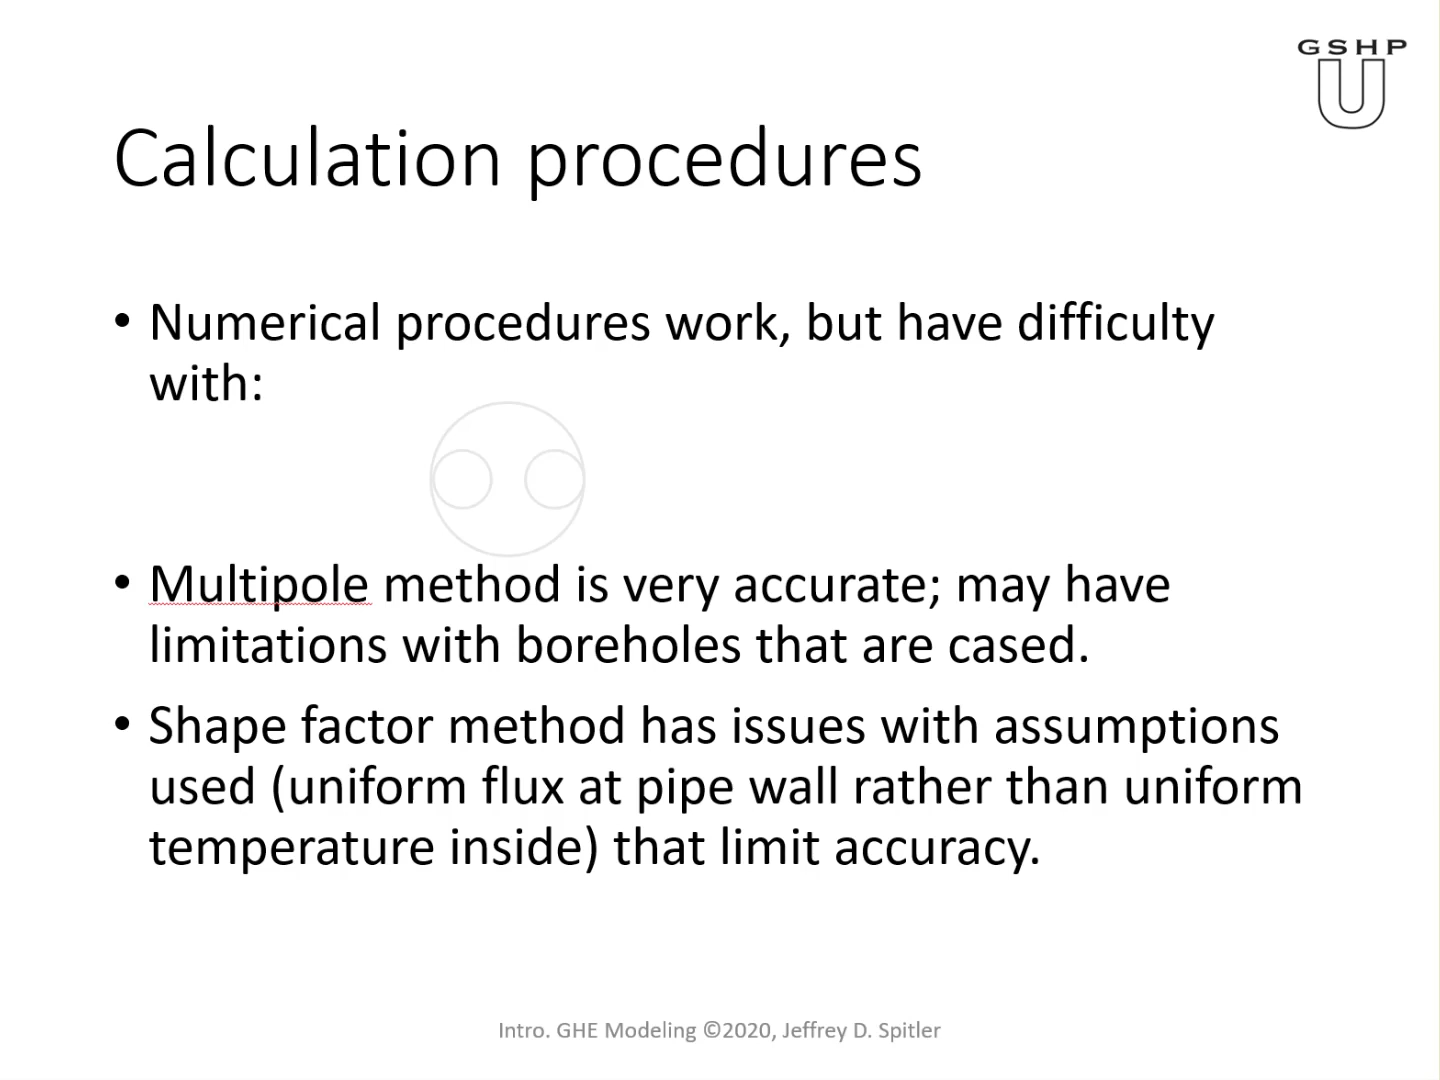 GSHP
U
Calculation procedures
• Numerical procedures work, but have difficulty
with:
• Multipole method is very accurate; may have
limitations with boreholes that are cased.
• Shape factor method has issues with assumptions
used (uniform flux at pipe wall rather than uniform
temperature inside) that limit accuracy.
Intro. GHE Modeling ©2020, Jeffrey D. Spitler